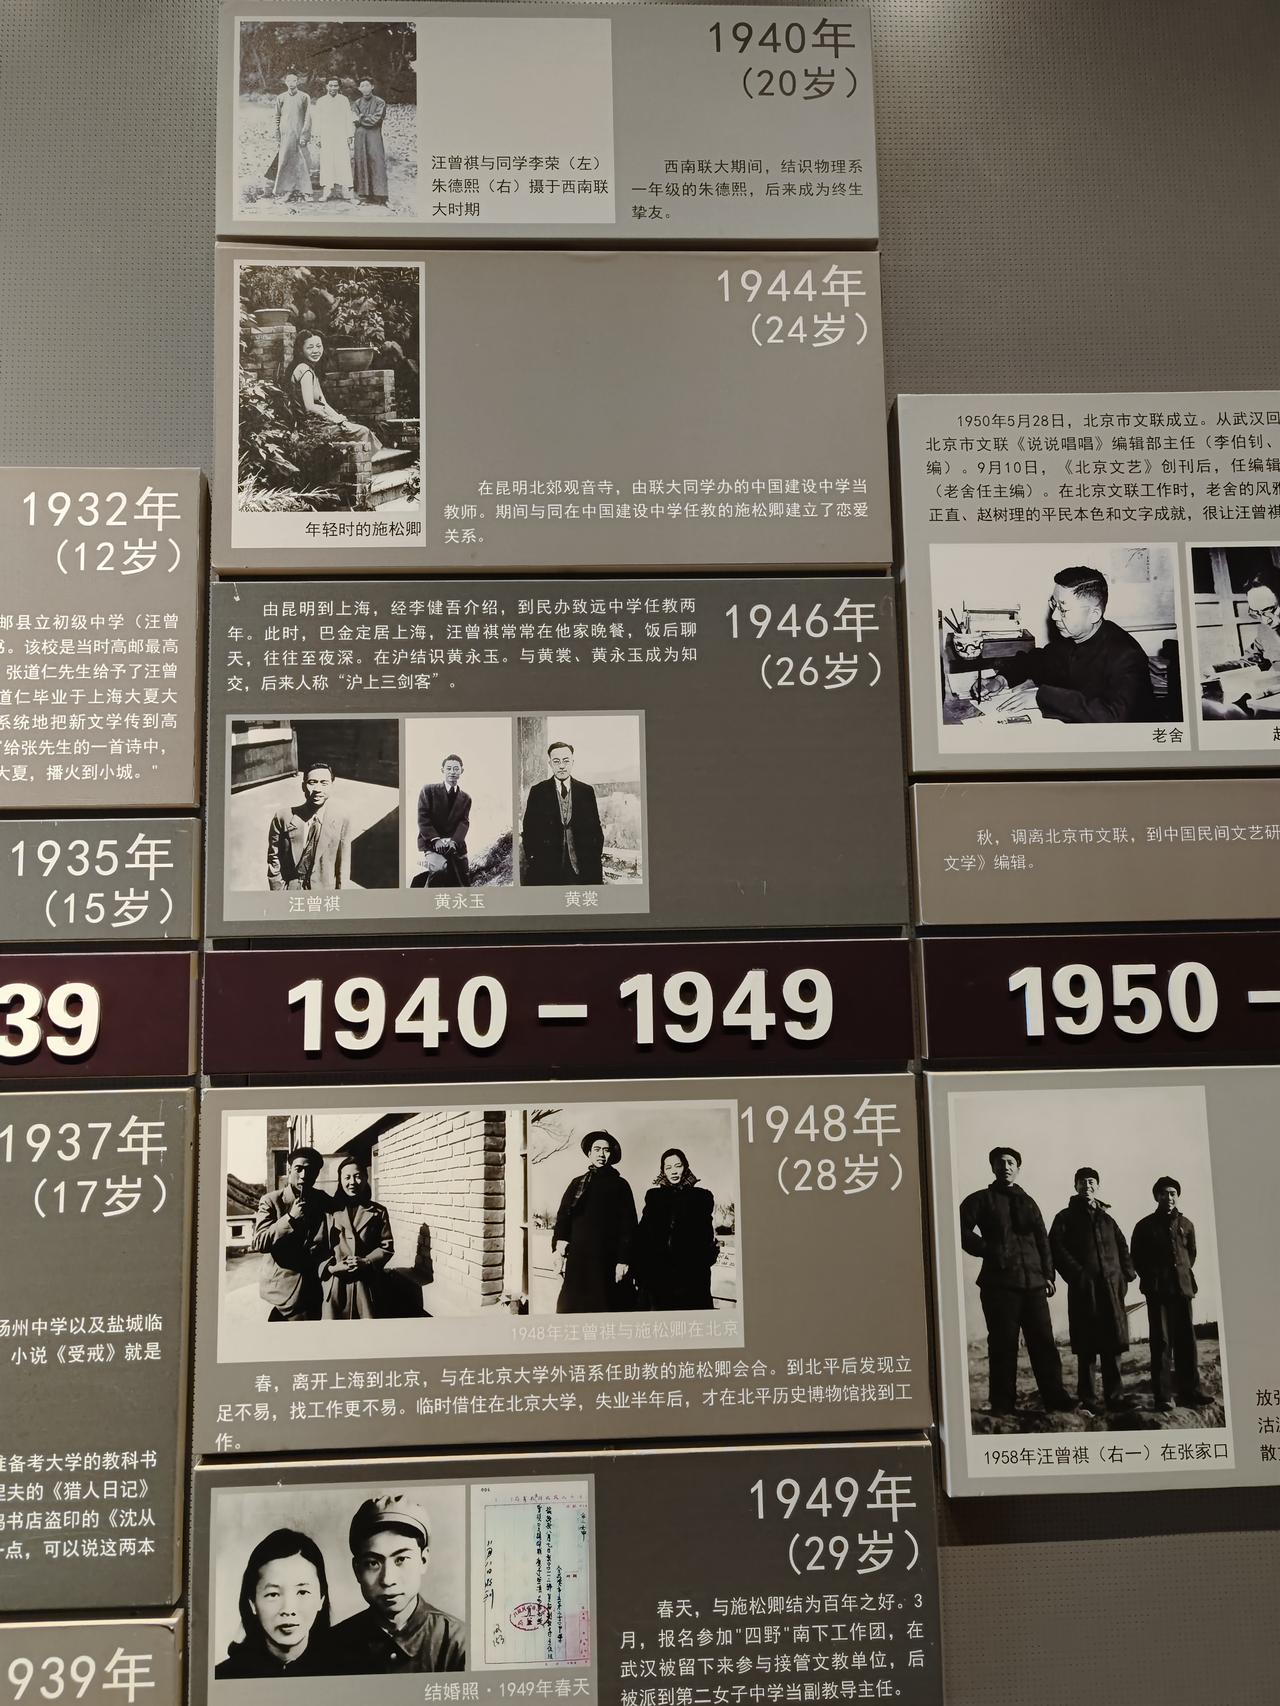 1932年
（12岁）
邮县立初级中学（汪曾
书。该校是当时高邮最高
张道仁先生给予了汪曾
道仁毕业于上海大夏大
系统地把新文学传到高
给张先生的一首诗中，
大夏，播火到小城。"
1935年
（15岁）
39
1937年
（17岁）
扬州中学以及盐城临
小说《受戒》就是
准备考大学的教科书
涅夫的《猎人日记》
书店盗印的《沈从
点，可以说这两本
939年
1940年
（20岁）
汪曾祺与同学李荣（左）
朱德熙（右）摄于西南联
大时期
西南联大期间，结识物理系
一年级的朱德熙，后来成为终生
挚友。
1944年
（24岁）
年轻时的施松卿
在昆明北郊观音寺，由联大同学办的中国建设中学当
教师。期间与同在中国建设中学任教的施松卿建立了恋爱
关系。
1946年
（26岁）
由昆明到上海，经李健吾介绍，到民办致远中学任教两
年。此时，巴金定居上海，汪曾祺常常在他家晚餐，饭后聊
天，往往至夜深。在沪结识黄永玉。与黄裳、黄永玉成为知
交，后来人称“沪上三剑客”。
汪曾祺
黄永玉
黄裳
1940－1949
1948年
（28岁）
1948年汪曾祺与施松卿在北京
春，离开上海到北京，与在北京大学外语系任助教的施松卿会合。到北平后发现立
足不易，找工作更不易。临时借住在北京大学，失业半年后，才在北平历史博物馆找到工
作。
1949年
（29岁）
结婚照·1949年春天
春天，与施松卿结为百年之好。3
月，报名参加"四野"南下工作团，在
武汉被留下来参与接管文教单位，后
被派到第二女子中学当副教导主任。
1950年5月28日，北京市文联成立。从武汉回
北京市文联《说说唱唱》编辑部主任（李伯钊、
编）。9月10日，《北京文艺》创刊后，任编辑
（老舍任主编）。在北京文联工作时，老舍的风雅
正直、赵树理的平民本色和文字成就，很让汪曾祺
老舍
赵
秋，调离北京市文联，到中国民间文艺研
文学》编辑。
1950－
1958年汪曾祺（右一）在张家口
放张
沽源
散文